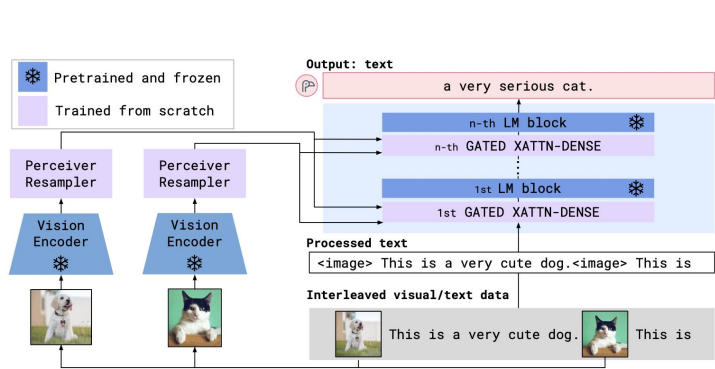 Output: text
Pretrained and frozen
Trained from scratch
a very serious cat.
n-th LM block
n-th GATED XATTN-DENSE
Perceiver
Resampler
Perceiver
Resampler
1st LM block
1st GATED XATTN-DENSE
Vision
Encoder
Vision
Encoder
Processed text
<image> This is a very cute dog.<image> This is
Interleaved visual/text data
This is a very cute dog.
This is